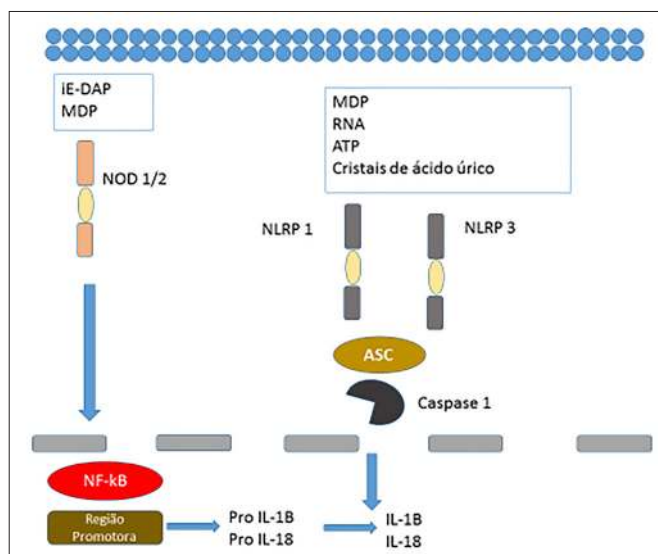 iE-DAP
MDP
NOD 1/2
MDP
RNA
ATP
Cristais de ácido úrico
NLRP 1
NLRP 3
ASC
Caspase 1
NF-kB
Região
Promotora
Pro IL-1B
Pro IL-18
IL-1B
IL-18